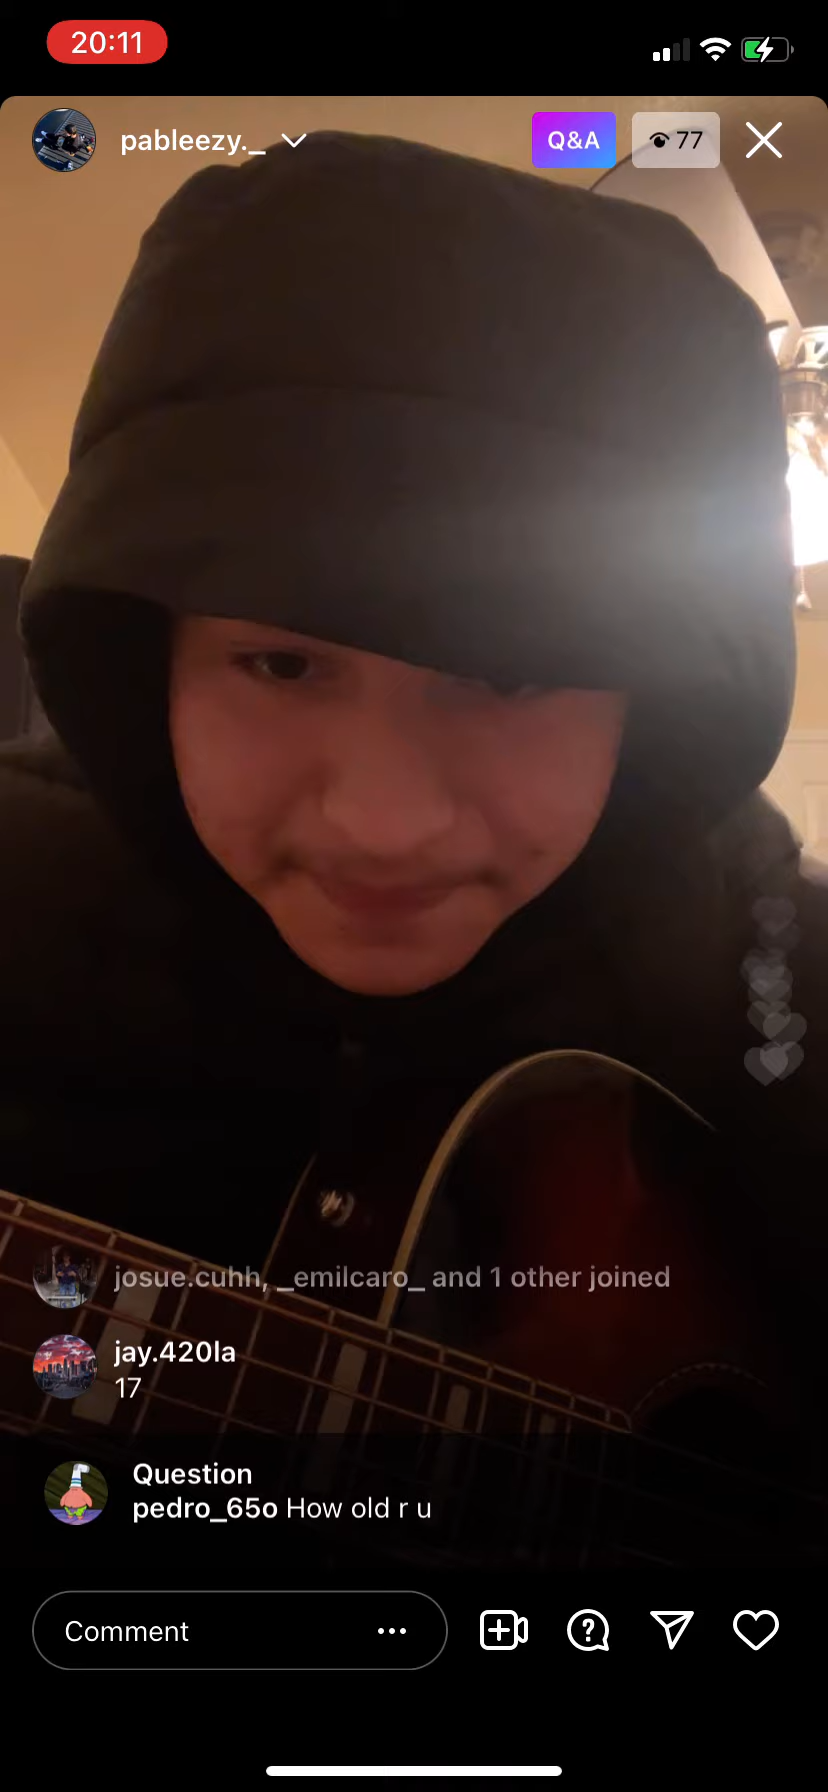 20:11
pableezy._
Q&A
77
josue.cuhh, _emilcaro_ and 1 other joined
jay.420la
17
Question
pedro_65o How old r u
Comment